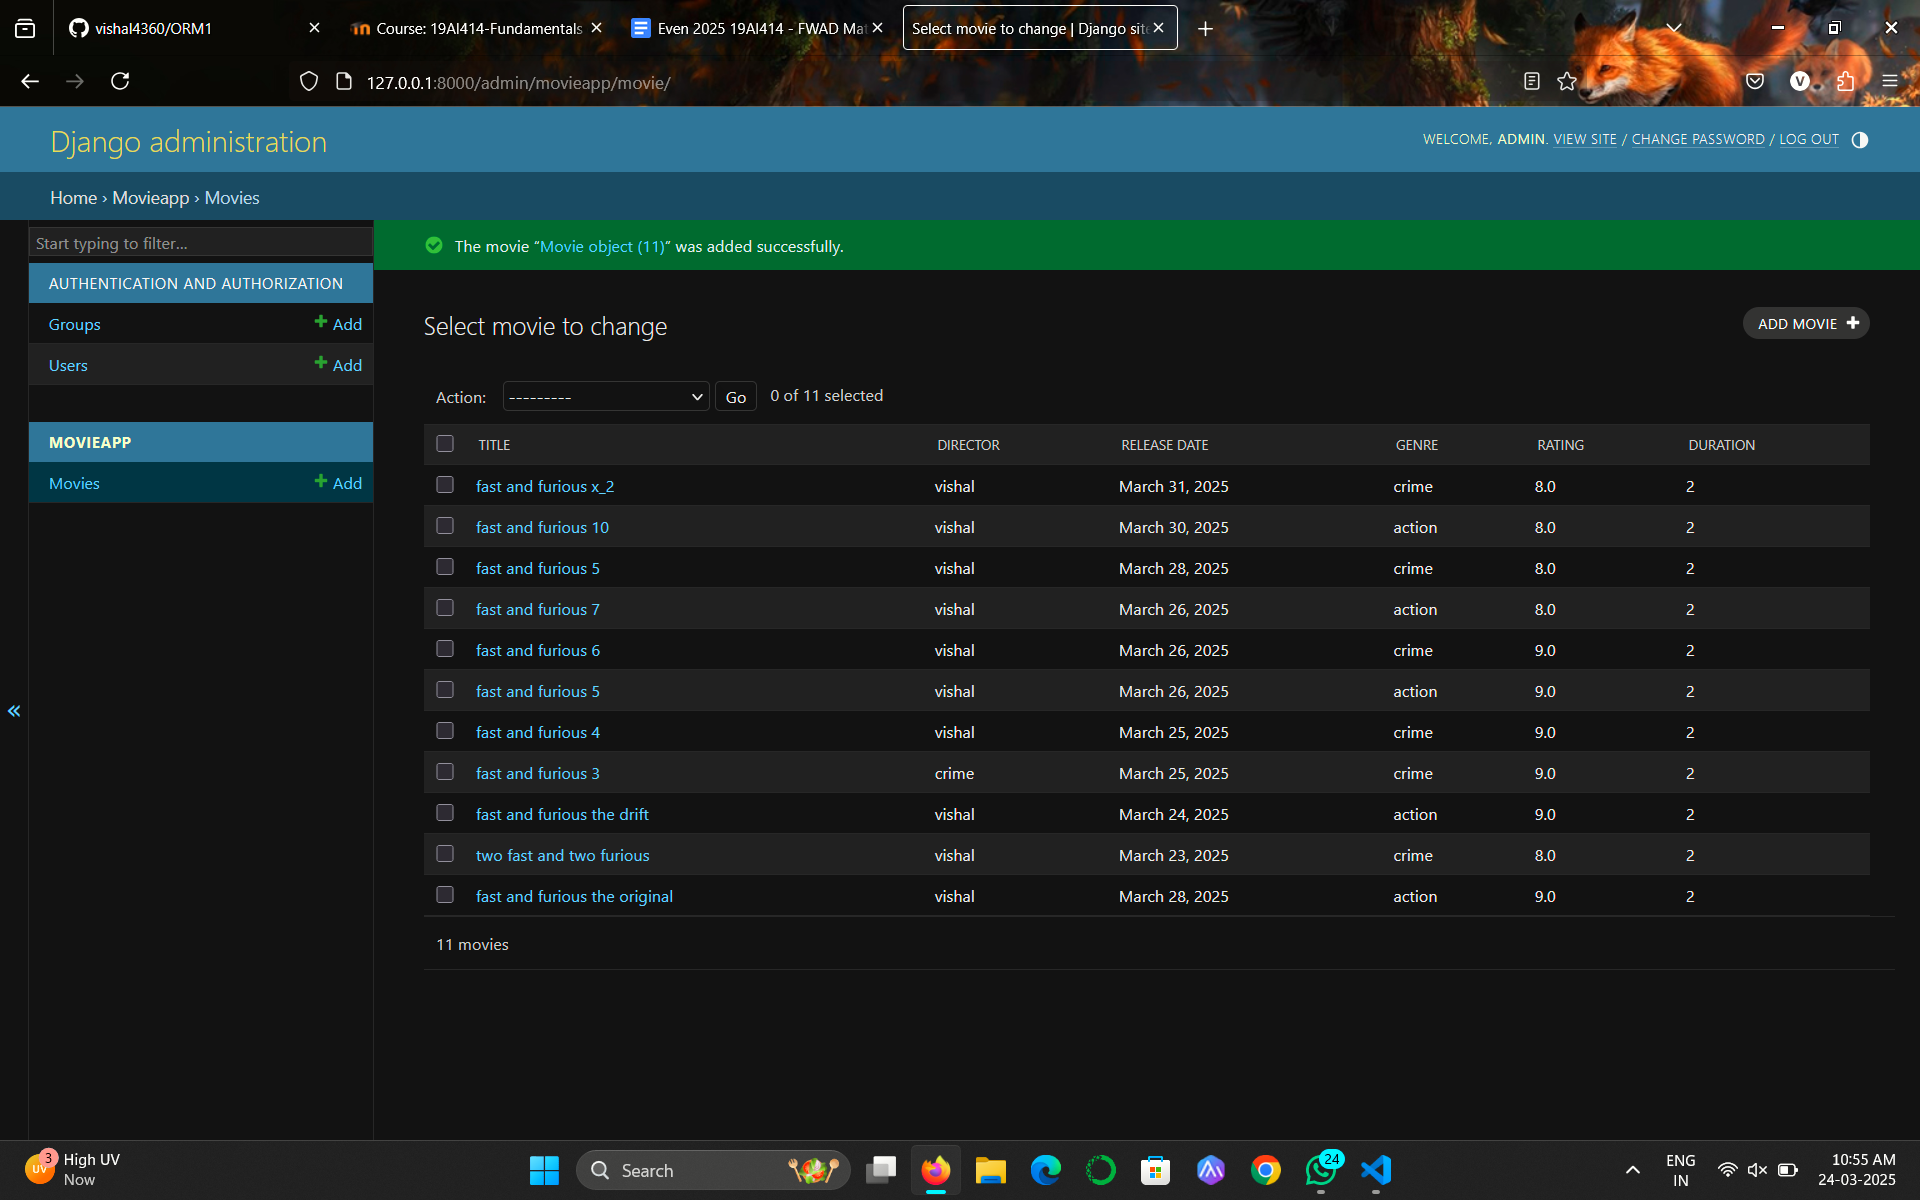 vishal4360/ORM1
Course: 19AI414-Fundamentals
Even 2025 19AI414 - FWAD Mat
Select movie to change | Django site
127.0.0.1:8000/admin/movieapp/movie/
V
Django administration
WELCOME, ADMIN. VIEW SITE / CHANGE PASSWORD / LOG OUT
Home › Movieapp › Movies
Start typing to filter...
The movie “Movie object (11)” was added successfully.
AUTHENTICATION AND AUTHORIZATION
Groups Add
Users Add
MOVIEAPP
Movies Add
Select movie to change
ADD MOVIE
Action: --------- Go 0 of 11 selected
TITLE DIRECTOR RELEASE DATE GENRE RATING DURATION
fast and furious x_2 vishal March 31, 2025 crime 8.0 2
fast and furious 10 vishal March 30, 2025 action 8.0 2
fast and furious 5 vishal March 28, 2025 crime 8.0 2
fast and furious 7 vishal March 26, 2025 action 8.0 2
fast and furious 6 vishal March 26, 2025 crime 9.0 2
fast and furious 5 vishal March 26, 2025 action 9.0 2
fast and furious 4 vishal March 25, 2025 crime 9.0 2
fast and furious 3 crime March 25, 2025 crime 9.0 2
fast and furious the drift vishal March 24, 2025 action 9.0 2
two fast and two furious vishal March 23, 2025 crime 8.0 2
fast and furious the original vishal March 28, 2025 action 9.0 2
11 movies
UV 3 High UV
Now
Search
24
ENG
IN
10:55 AM
24-03-2025